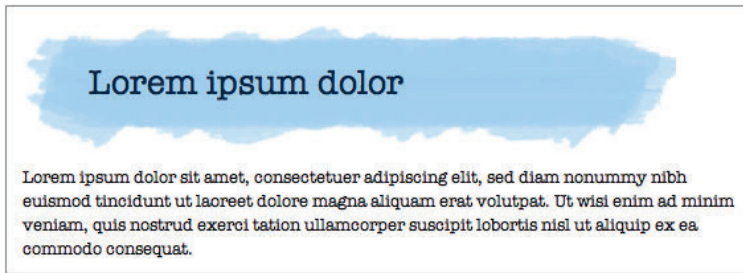 Lorem ipsum dolor
Lorem ipsum dolor sit amet, consectetuer adipiscing elit, sed diam nonummy nibh
euismod tincidunt ut laoreet dolore magna aliquam erat volutpat. Ut wisi enim ad minim
veniam, quis nostrud exerci tation ullamcorper suscipit lobortis nisl ut aliquip ex ea
commodo consequat.